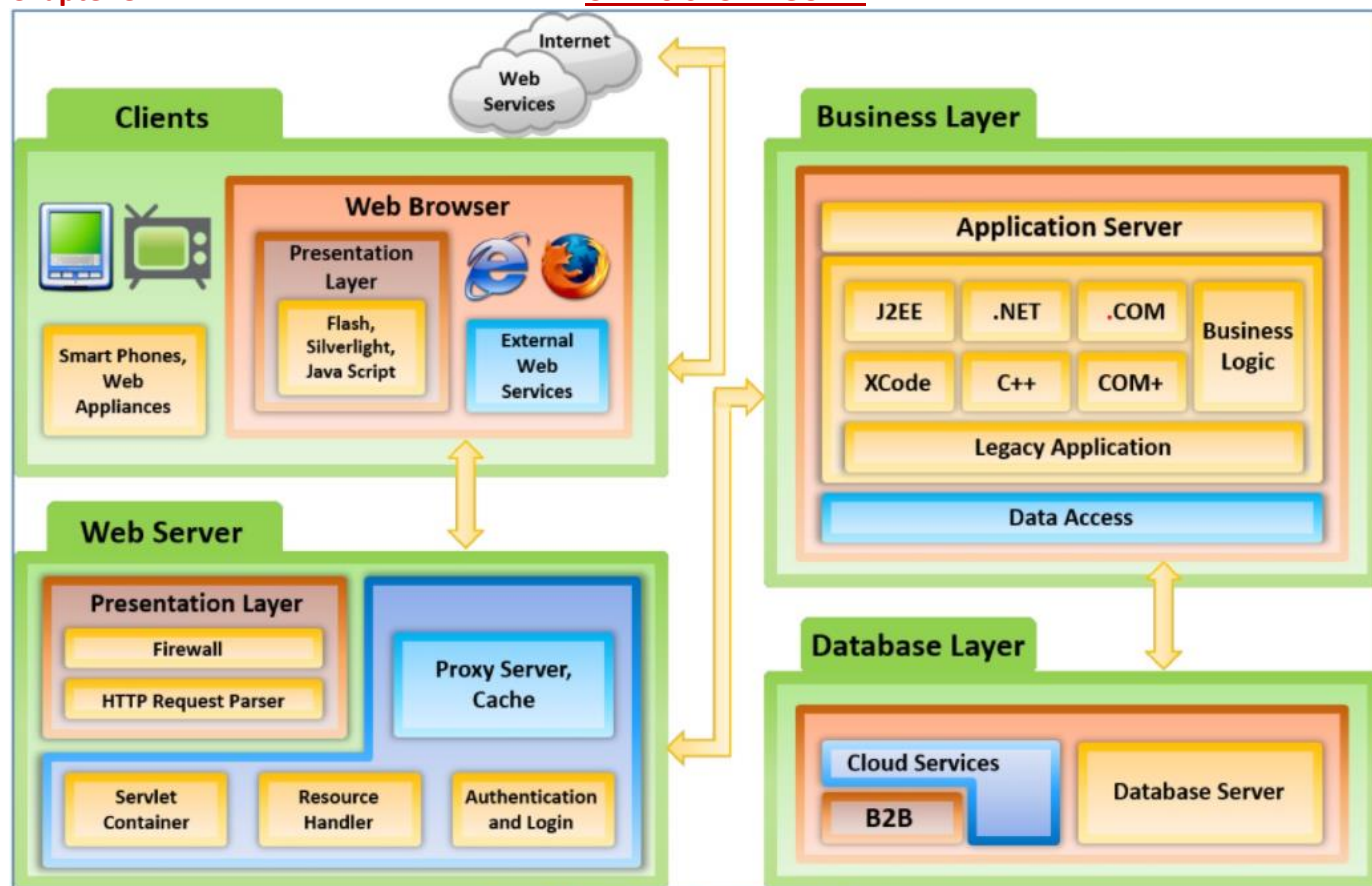 Internet
Web
Services
Clients
Web Browser
Presentation
Layer
Flash,
Silverlight,
Java Script
External
Web
Services
Smart Phones,
Web
Appliances
Business Layer
Application Server
J2EE
.NET
.COM
Business
Logic
XCode
C++
COM+
Legacy Application
Data Access
Web Server
Presentation Layer
Firewall
HTTP Request Parser
Proxy Server,
Cache
Servlet
Container
Resource
Handler
Authentication
and Login
Database Layer
Cloud Services
B2B
Database Server